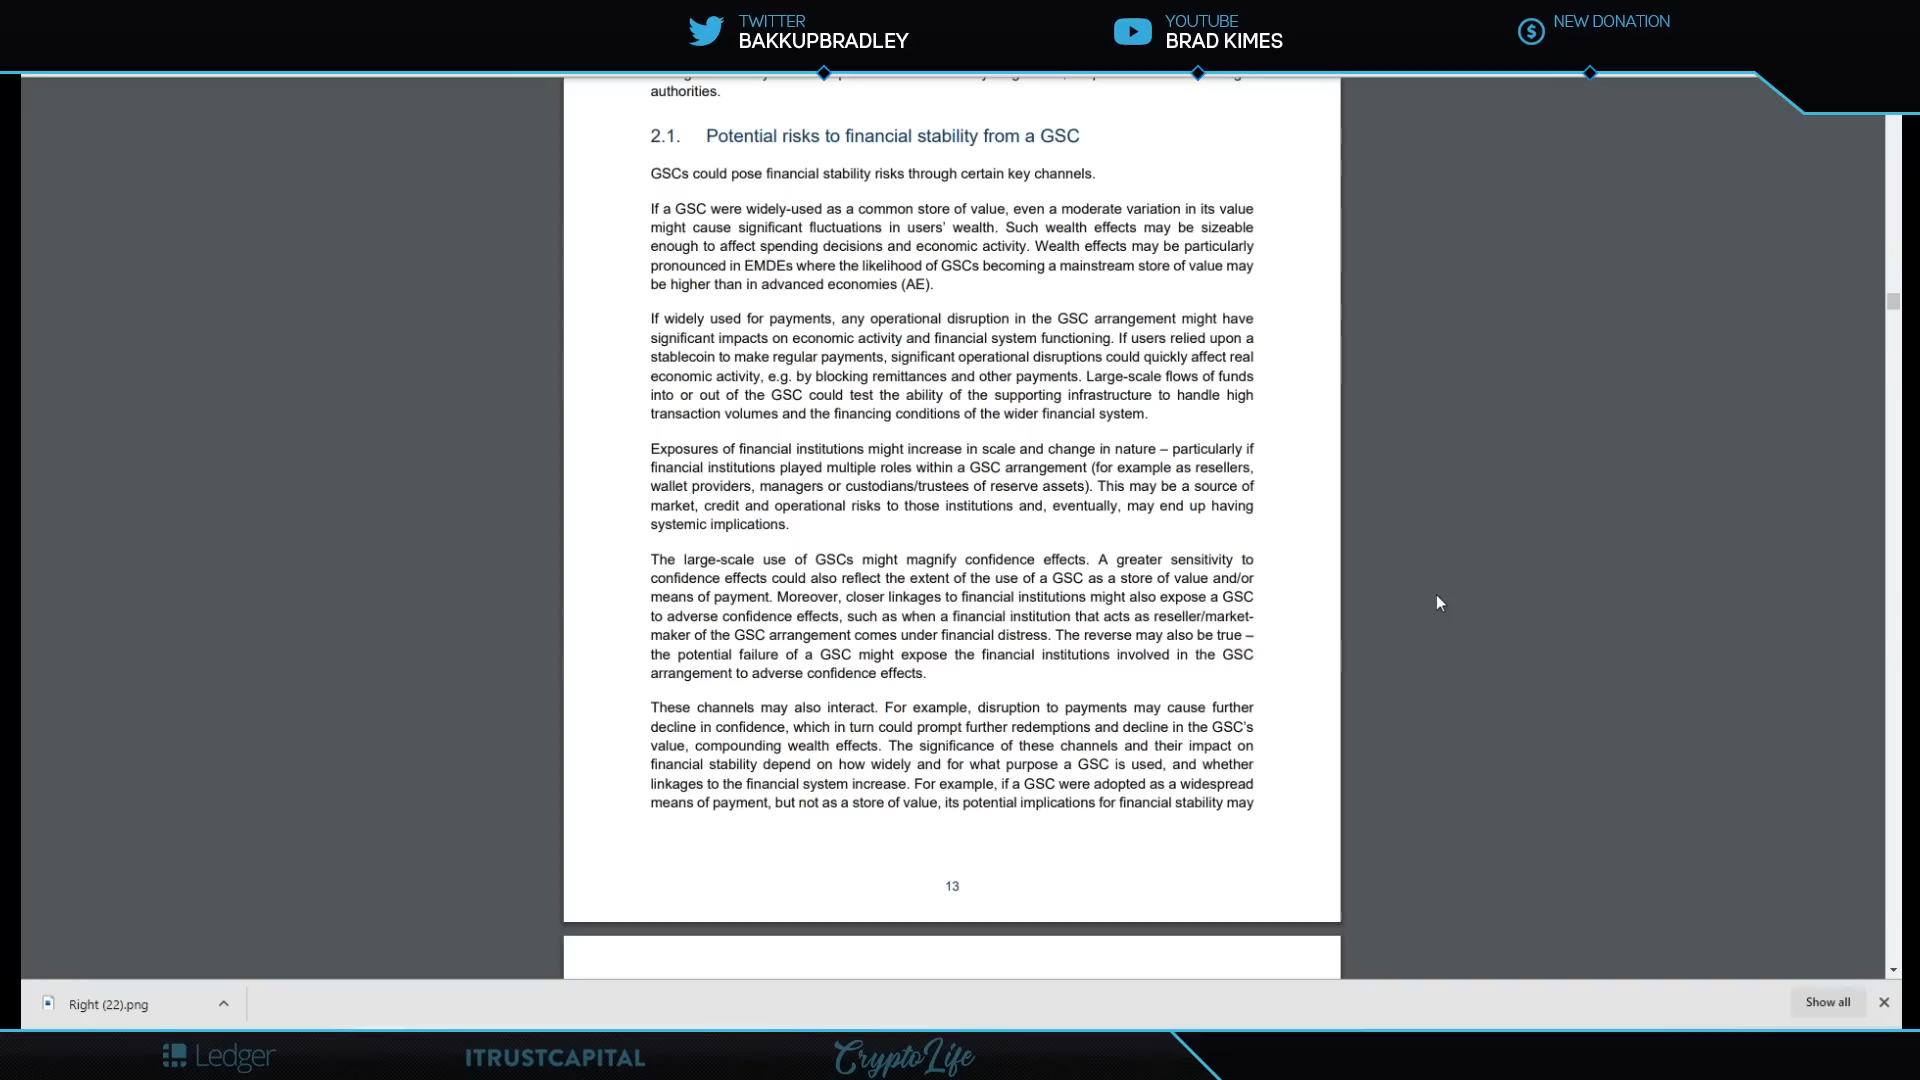 TWITTER
BAKKUPBRADLEY
YOUTUBE
BRAD KIMES
NEW DONATION
authorities.
2.1. Potential risks to financial stability from a GSC
GSCs could pose financial stability risks through certain key channels.
If a GSC were widely-used as a common store of value, even a moderate variation in its value
might cause significant fluctuations in users' wealth. Such wealth effects may be sizeable
enough to affect spending decisions and economic activity. Wealth effects may be particularly
pronounced in EMDEs where the likelihood of GSCs becoming a mainstream store of value may
be higher than in advanced economies (AE).
If widely used for payments, any operational disruption in the GSC arrangement might have
significant impacts on economic activity and financial system functioning. If users relied upon a
stablecoin to make regular payments, significant operational disruptions could quickly affect real
economic activity, e.g. by blocking remittances and other payments. Large-scale flows of funds
into or out of the GSC could test the ability of the supporting infrastructure to handle high
transaction volumes and the financing conditions of the wider financial system.
Exposures of financial institutions might increase in scale and change in nature – particularly if
financial institutions played multiple roles within a GSC arrangement (for example as resellers,
wallet providers, managers or custodians/trustees of reserve assets). This may be a source of
market, credit and operational risks to those institutions and, eventually, may end up having
systemic implications.
The large-scale use of GSCs might magnify confidence effects. A greater sensitivity to
confidence effects could also reflect the extent of the use of a GSC as a store of value and/or
means of payment. Moreover, closer linkages to financial institutions might also expose a GSC
to adverse confidence effects, such as when a financial institution that acts as reseller/market-
maker of the GSC arrangement comes under financial distress. The reverse may also be true –
the potential failure of a GSC might expose the financial institutions involved in the GSC
arrangement to adverse confidence effects.
These channels may also interact. For example, disruption to payments may cause further
decline in confidence, which in turn could prompt further redemptions and decline in the GSC's
value, compounding wealth effects. The significance of these channels and their impact on
financial stability depend on how widely and for what purpose a GSC is used, and whether
linkages to the financial system increase. For example, if a GSC were adopted as a widespread
means of payment, but not as a store of value, its potential implications for financial stability may
13
Right (22).png
Show all
Ledger
ITRUSTCAPITAL
CryptoLife